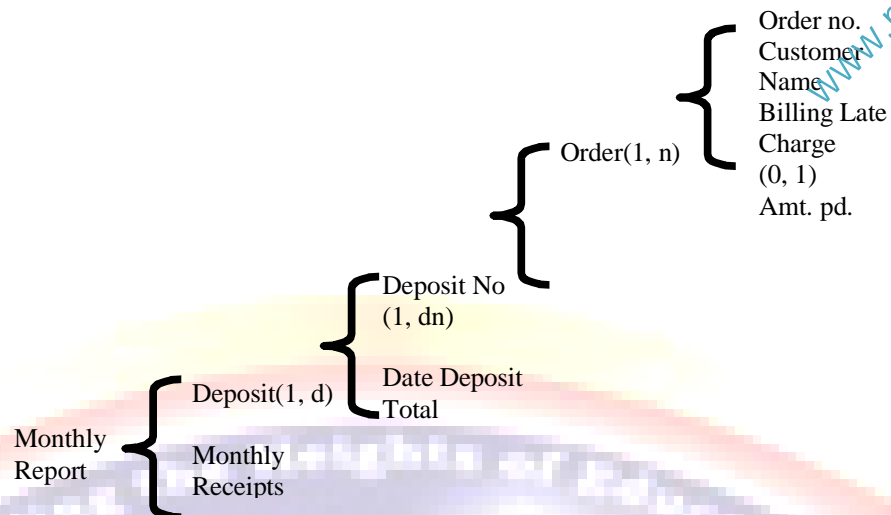 Order no.
Customer
Name
Billing Late
Charge
(0, 1)
Amt. pd.
Order(1, n)
Deposit No
(1, dn)
Date Deposit
Total
Deposit(1, d)
Monthly
Receipts
Monthly
Report